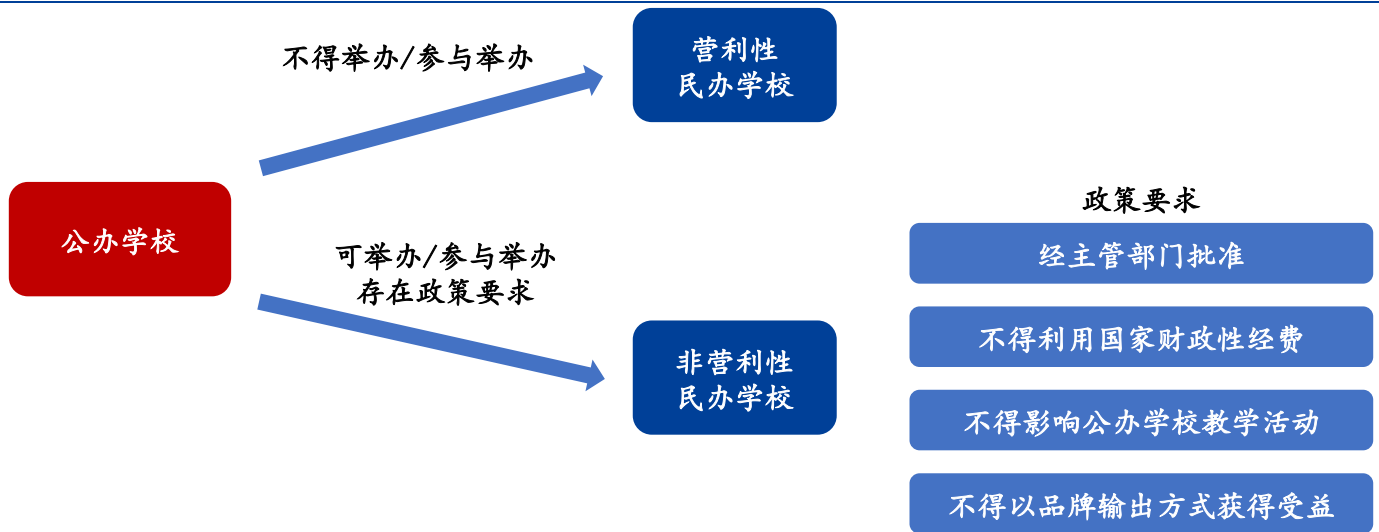 不得举办/参与举办
营利性
民办学校
公办学校
可举办/参与举办
存在政策要求
非营利性
民办学校
政策要求
经主管部门批准
不得利用国家财政性经费
不得影响公办学校教学活动
不得以品牌输出方式获得受益